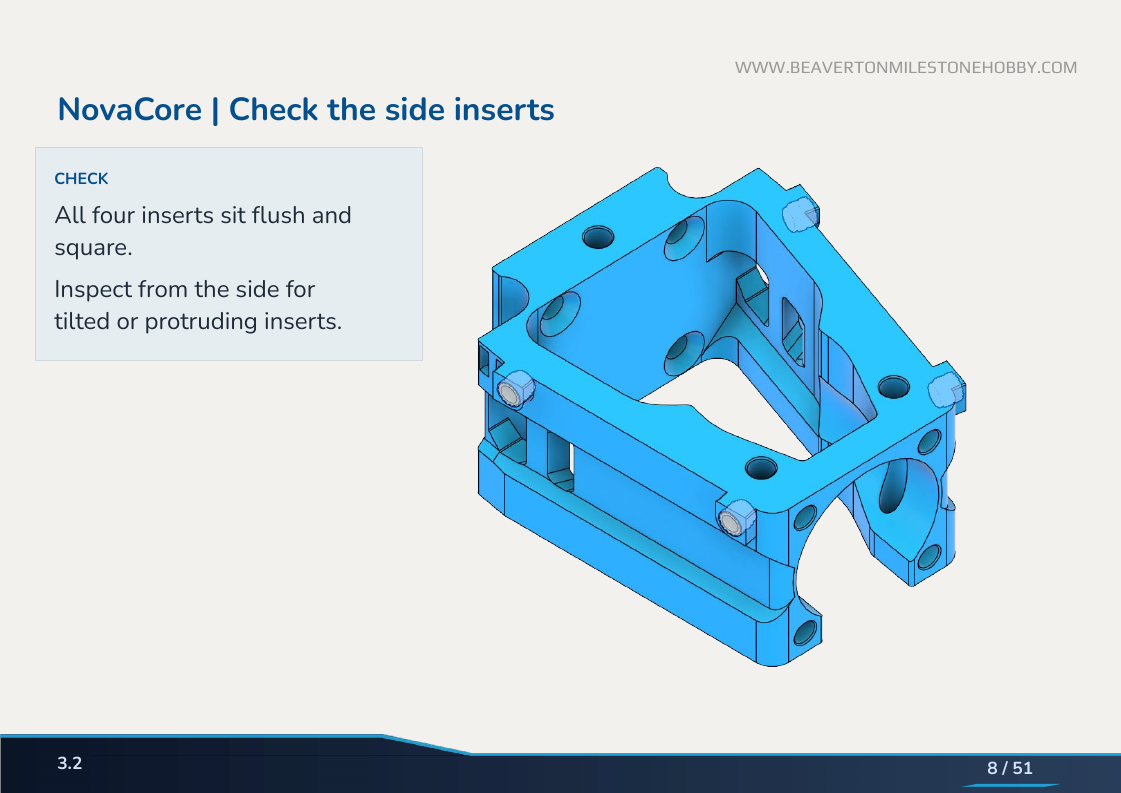 WWW.BEAVERTONMILESTONEHOBBY.COM
NovaCore | Check the side inserts
CHECK
All four inserts sit flush and
square.
Inspect from the side for
tilted or protruding inserts.
3.2
8 / 51